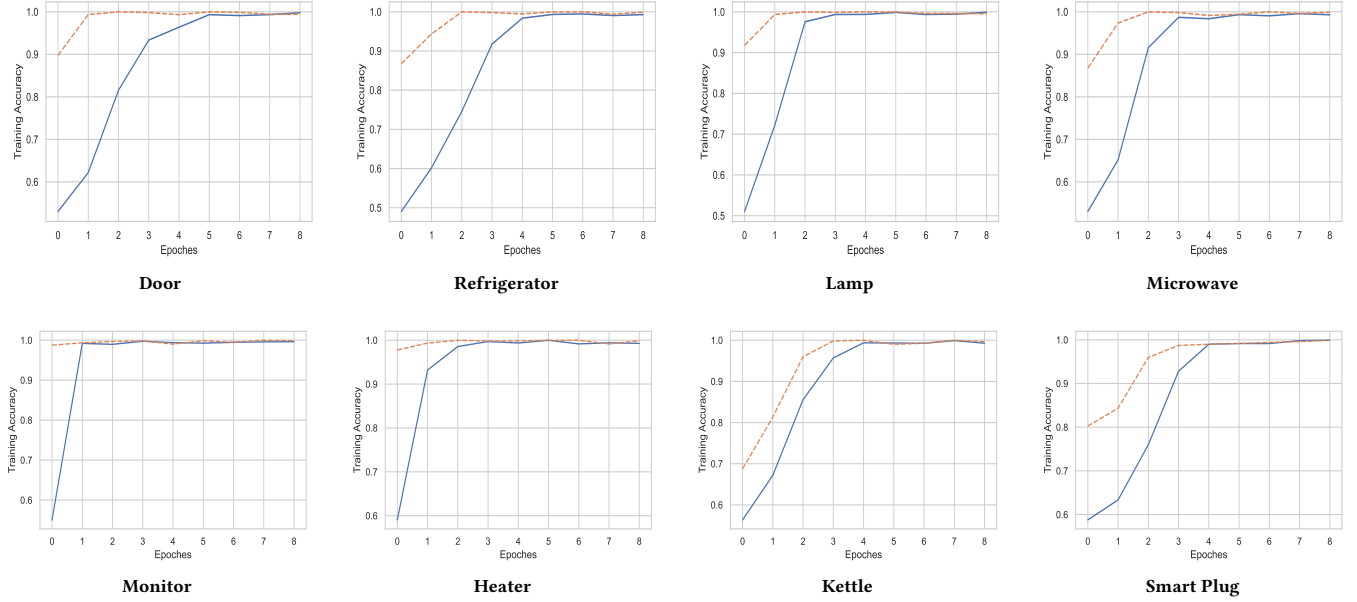 Training Accuracy
1.0
0.9
0.8
0.7
0.6
0 1 2 3 4 5 6 7 8
Epoches
Door
Training Accuracy
1.0
0.9
0.8
0.7
0.6
0.5
0 1 2 3 4 5 6 7 8
Epoches
Refrigerator
Training Accuracy
1.0
0.9
0.8
0.7
0.6
0.5
0 1 2 3 4 5 6 7 8
Epoches
Lamp
Training Accuracy
1.0
0.9
0.8
0.7
0.6
0 1 2 3 4 5 6 7 8
Epoches
Microwave
Training Accuracy
1.0
0.9
0.8
0.7
0.6
0 1 2 3 4 5 6 7 8
Epoches
Monitor
Training Accuracy
1.0
0.9
0.8
0.7
0.6
0 1 2 3 4 5 6 7 8
Epoches
Heater
Training Accuracy
1.0
0.9
0.8
0.7
0.6
0 1 2 3 4 5 6 7 8
Epoches
Kettle
Training Accuracy
1.0
0.9
0.8
0.7
0.6
0 1 2 3 4 5 6 7 8
Epoches
Smart Plug